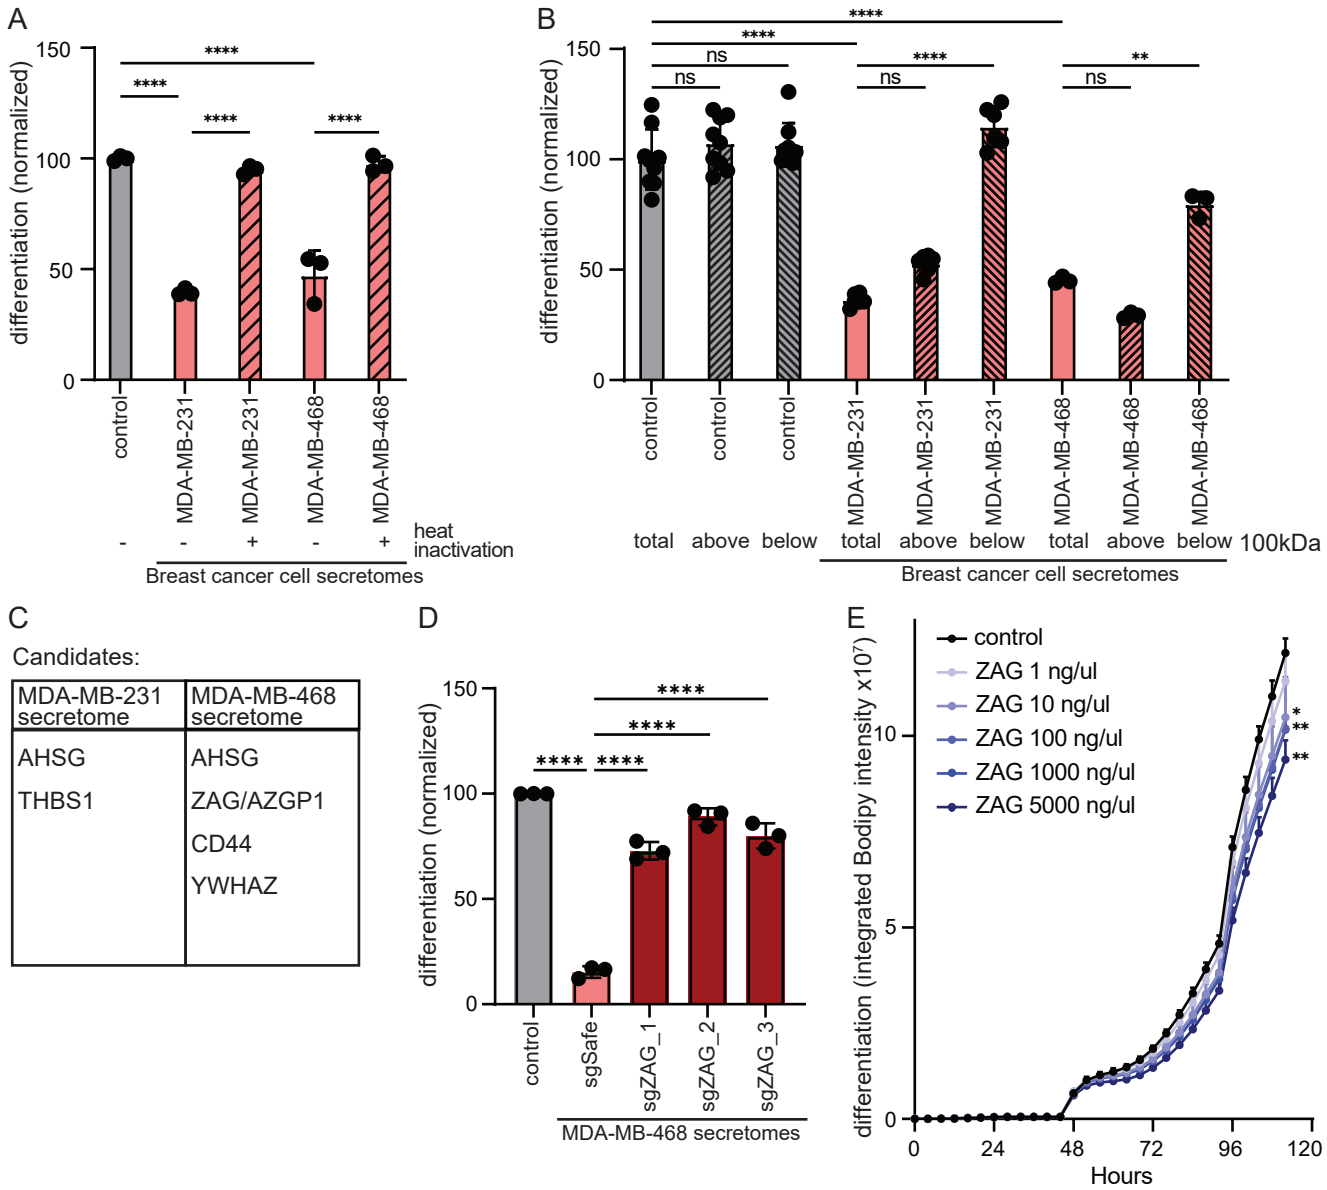 A
differentiation (normalized)
150
100
50
0
****
****
****
****
control
MDA-MB-231
MDA-MB-231
MDA-MB-468
MDA-MB-468
- - + - + heat
inactivation
Breast cancer cell secretomes
B
differentiation (normalized)
150
100
50
0
****
****
ns
ns
****
ns
**
ns
control
control
control
MDA-MB-231
MDA-MB-231
MDA-MB-231
MDA-MB-468
MDA-MB-468
MDA-MB-468
total above below total above below total above below 100kDa
Breast cancer cell secretomes
C
Candidates:
MDA-MB-231
secretome
MDA-MB-468
secretome
AHSG
THBS1
AHSG
ZAG/AZGP1
CD44
YWHAZ
D
differentiation (normalized)
150
100
50
0
****
****
**** ****
control
sgSafe
sgZAG_1
sgZAG_2
sgZAG_3
MDA-MB-468 secretomes
E
differentiation (integrated Bodipy intensity x10⁷)
10
5
0
control
ZAG 1 ng/ul
ZAG 10 ng/ul
ZAG 100 ng/ul
ZAG 1000 ng/ul
ZAG 5000 ng/ul
*
**
**
0 24 48 72 96 120
Hours